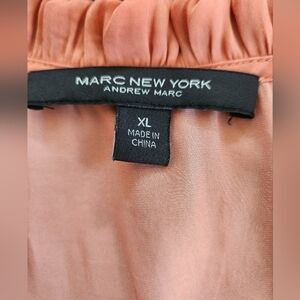 MARC NEW YORK
ANDREW MARC
XL
MADE IN
CHINA